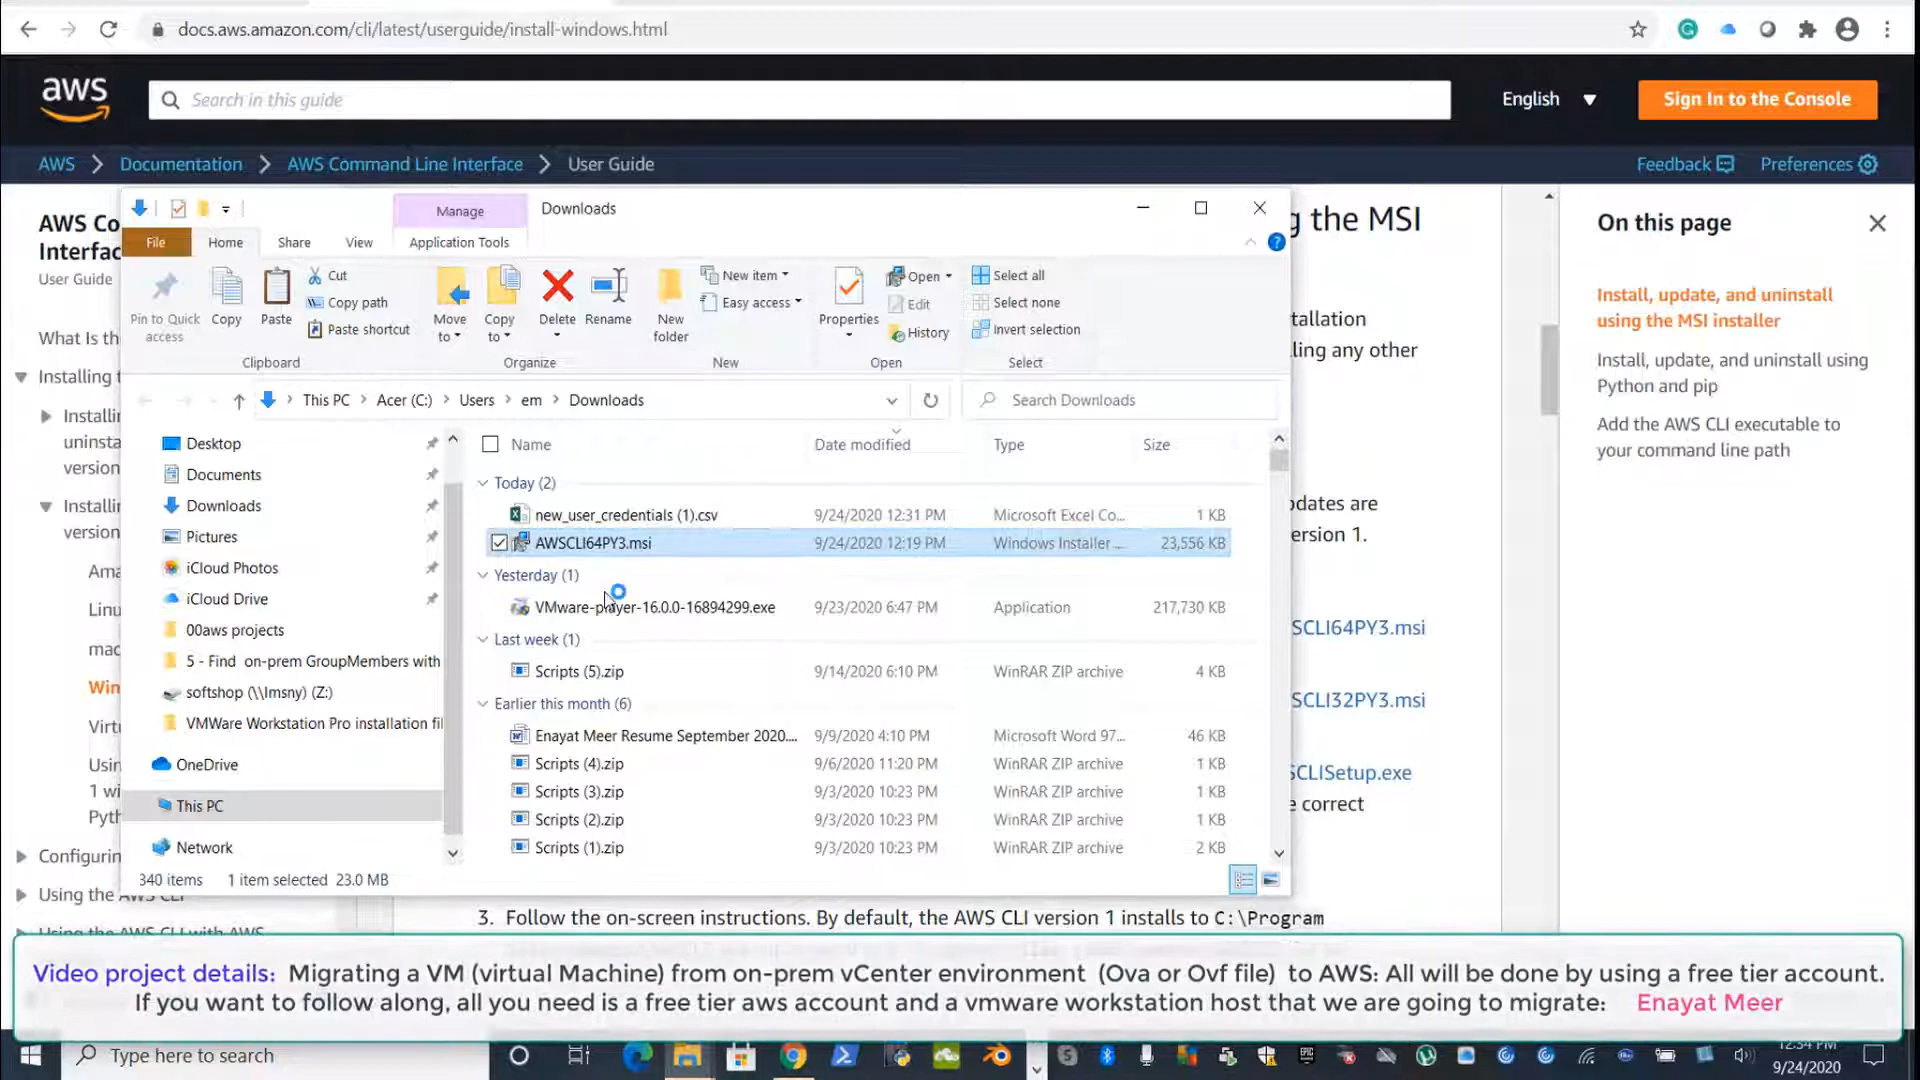 docs.aws.amazon.com/cli/latest/userguide/install-windows.html
aws
Search in this guide
English
Sign In to the Console
AWS
Documentation
AWS Command Line Interface
User Guide
Feedback
Preferences
AWS Co
Interfac
User Guide
What Is th
Installing t
Installi
uninsta
version
Installi
version
Ama
Linu
mac
Win
Virtu
Usin
1 wi
Pyth
Configurin
Using the AWS CLI
Using the AWS CLI with AWS
Manage
Downloads
File
Home
Share
View
Application Tools
Pin to Quick
access
Copy
Paste
Cut
Copy path
Paste shortcut
Clipboard
Move
to
Copy
to
Delete
Rename
Organize
New
folder
New item
Easy access
New
Properties
Open
Edit
History
Open
Select all
Select none
Invert selection
Select
This PC
Acer (C:)
Users
em
Downloads
Search Downloads
Desktop
Documents
Downloads
Pictures
iCloud Photos
iCloud Drive
00aws projects
5 - Find on-prem GroupMembers with
softshop (\\lmsny) (Z:)
VMWare Workstation Pro installation fil
OneDrive
This PC
Network
Name Date modified Type Size
Today (2)
new_user_credentials (1).csv 9/24/2020 12:31 PM Microsoft Excel Co... 1 KB
AWSCLI64PY3.msi 9/24/2020 12:19 PM Windows Installer ... 23,556 KB
Yesterday (1)
VMware-player-16.0.0-16894299.exe 9/23/2020 6:47 PM Application 217,730 KB
Last week (1)
Scripts (5).zip 9/14/2020 6:10 PM WinRAR ZIP archive 4 KB
Earlier this month (6)
Enayat Meer Resume September 2020.... 9/9/2020 4:10 PM Microsoft Word 97... 46 KB
Scripts (4).zip 9/6/2020 11:20 PM WinRAR ZIP archive 1 KB
Scripts (3).zip 9/3/2020 10:23 PM WinRAR ZIP archive 1 KB
Scripts (2).zip 9/3/2020 10:23 PM WinRAR ZIP archive 1 KB
Scripts (1).zip 9/3/2020 10:23 PM WinRAR ZIP archive 2 KB
340 items 1 item selected 23.0 MB
g the MSI
tallation
ling any other
pdates are
ersion 1.
SCLI64PY3.msi
SCLI32PY3.msi
SCLISetup.exe
e correct
3. Follow the on-screen instructions. By default, the AWS CLI version 1 installs to C:\Program
On this page
Install, update, and uninstall
using the MSI installer
Install, update, and uninstall using
Python and pip
Add the AWS CLI executable to
your command line path
Video project details: Migrating a VM (virtual Machine) from on-prem vCenter environment (Ova or Ovf file) to AWS: All will be done by using a free tier account.
If you want to follow along, all you need is a free tier aws account and a vmware workstation host that we are going to migrate: Enayat Meer
Type here to search
12:34 PM
9/24/2020